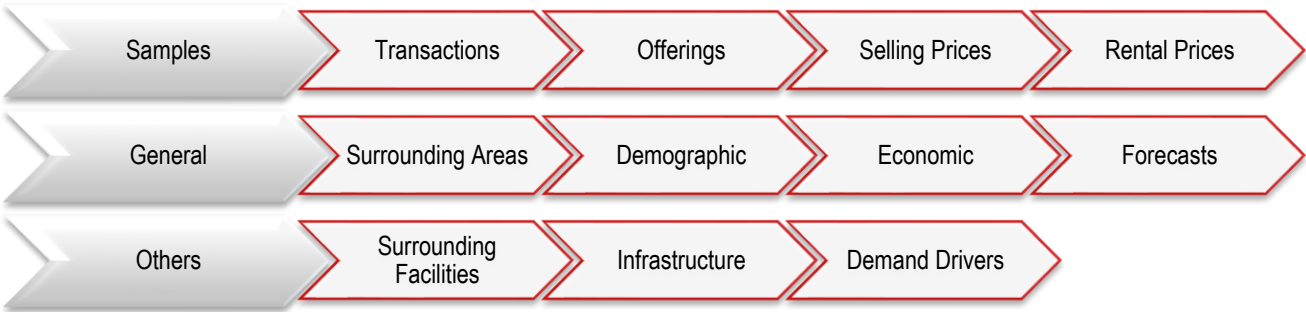 Samples
Transactions
Offerings
Selling Prices
Rental Prices
General
Surrounding Areas
Demographic
Economic
Forecasts
Others
Surrounding
Facilities
Infrastructure
Demand Drivers